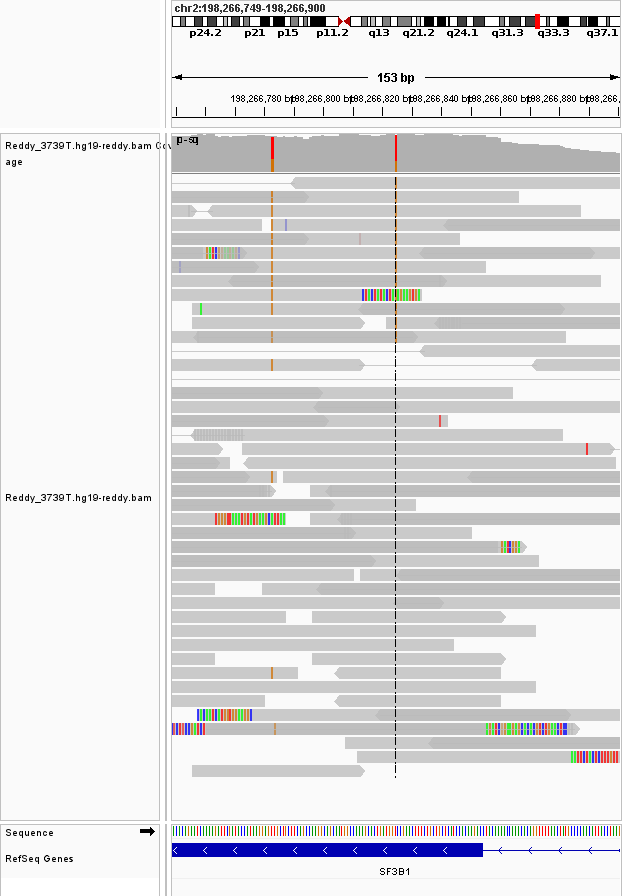 chr2:198,266,749-198,266,900
p24.2 p21 p15 p11.2 q13 q21.2 q24.1 q31.3 q33.3 q37.1
153 bp
198,266,780 bp 198,266,800 bp 198,266,820 bp 198,266,840 bp 198,266,860 bp 198,266,880 bp 198,266,
Reddy_3739T.hg19-reddy.bam Cov
age
Reddy_3739T.hg19-reddy.bam
Sequence
RefSeq Genes
SF3B1